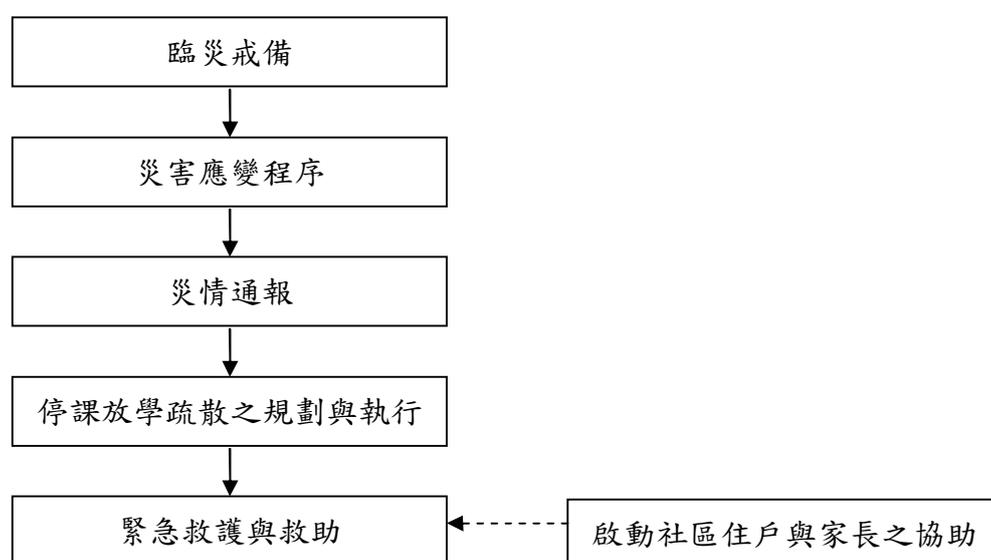 臨災戒備
災害應變程序
災情通報
停課放學疏散之規劃與執行
緊急救護與救助
啟動社區住戶與家長之協助